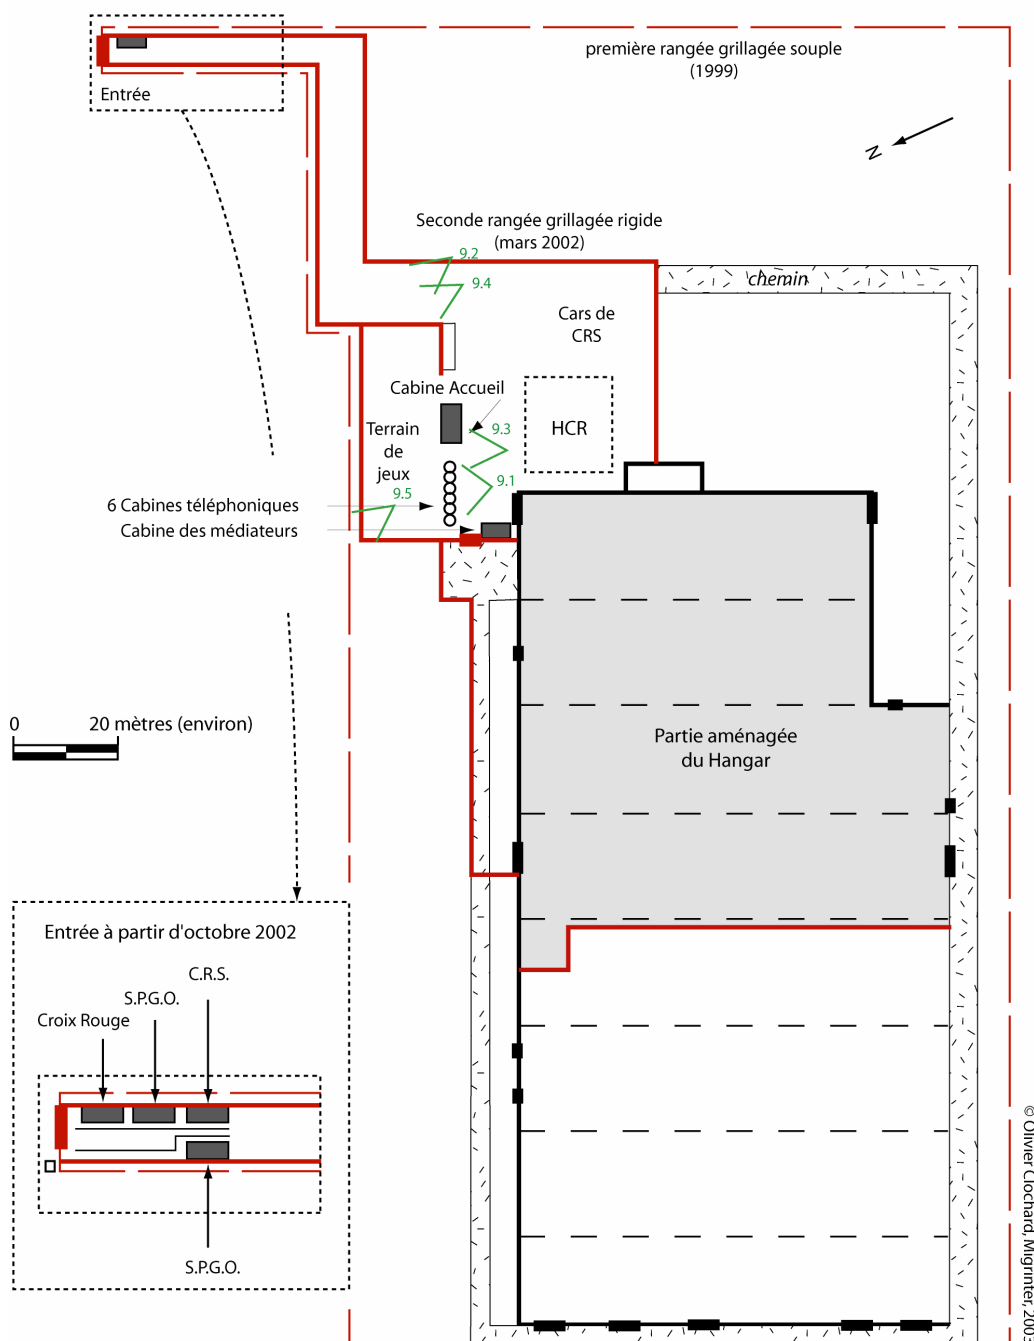 première rangée grillagée souple
(1999)
Entrée
N
Seconde rangée grillagée rigide
(mars 2002)
9.2
9.4
chemin
Cars de
CRS
Cabine Accueil
HCR
Terrain
de
jeux
9.3
9.1
9.5
6 Cabines téléphoniques
Cabine des médiateurs
0 20 mètres (environ)
Partie aménagée
du Hangar
Entrée à partir d'octobre 2002
C.R.S.
S.P.G.O.
Croix Rouge
S.P.G.O.
© Olivier Clochard, Migrinter,